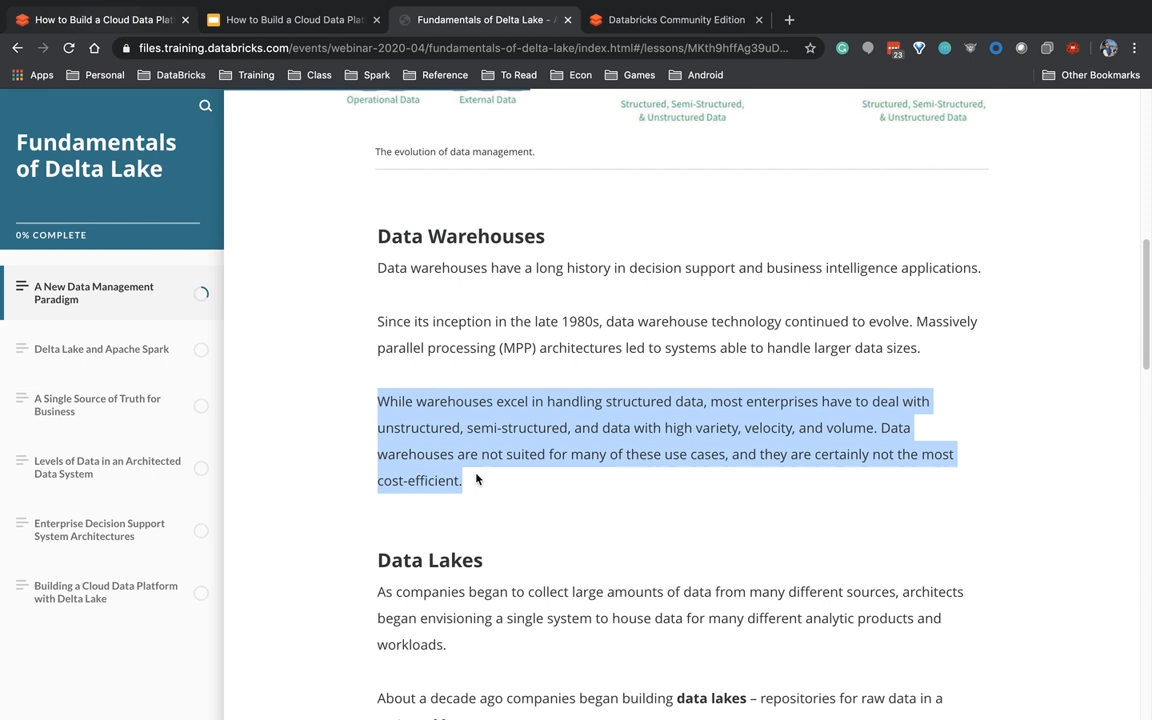 How to Build a Cloud Data Plat
How to Build a Cloud Data Plat
Fundamentals of Delta Lake -
Databricks Community Edition
files.training.databricks.com/events/webinar-2020-04/fundamentals-of-delta-lake/index.html#/lessons/MKth9hffAg39uD...
23
Apps
Personal
DataBricks
Training
Class
Spark
Reference
To Read
Econ
Games
Android
Other Bookmarks
Fundamentals
of Delta Lake
0% COMPLETE
A New Data Management
Paradigm
Delta Lake and Apache Spark
A Single Source of Truth for
Business
Levels of Data in an Architected
Data System
Enterprise Decision Support
System Architectures
Building a Cloud Data Platform
with Delta Lake
Operational Data
External Data
Structured, Semi-Structured,
& Unstructured Data
Structured, Semi-Structured,
& Unstructured Data
The evolution of data management.
Data Warehouses
Data warehouses have a long history in decision support and business intelligence applications.
Since its inception in the late 1980s, data warehouse technology continued to evolve. Massively
parallel processing (MPP) architectures led to systems able to handle larger data sizes.
While warehouses excel in handling structured data, most enterprises have to deal with
unstructured, semi-structured, and data with high variety, velocity, and volume. Data
warehouses are not suited for many of these use cases, and they are certainly not the most
cost-efficient.
Data Lakes
As companies began to collect large amounts of data from many different sources, architects
began envisioning a single system to house data for many different analytic products and
workloads.
About a decade ago companies began building data lakes – repositories for raw data in a